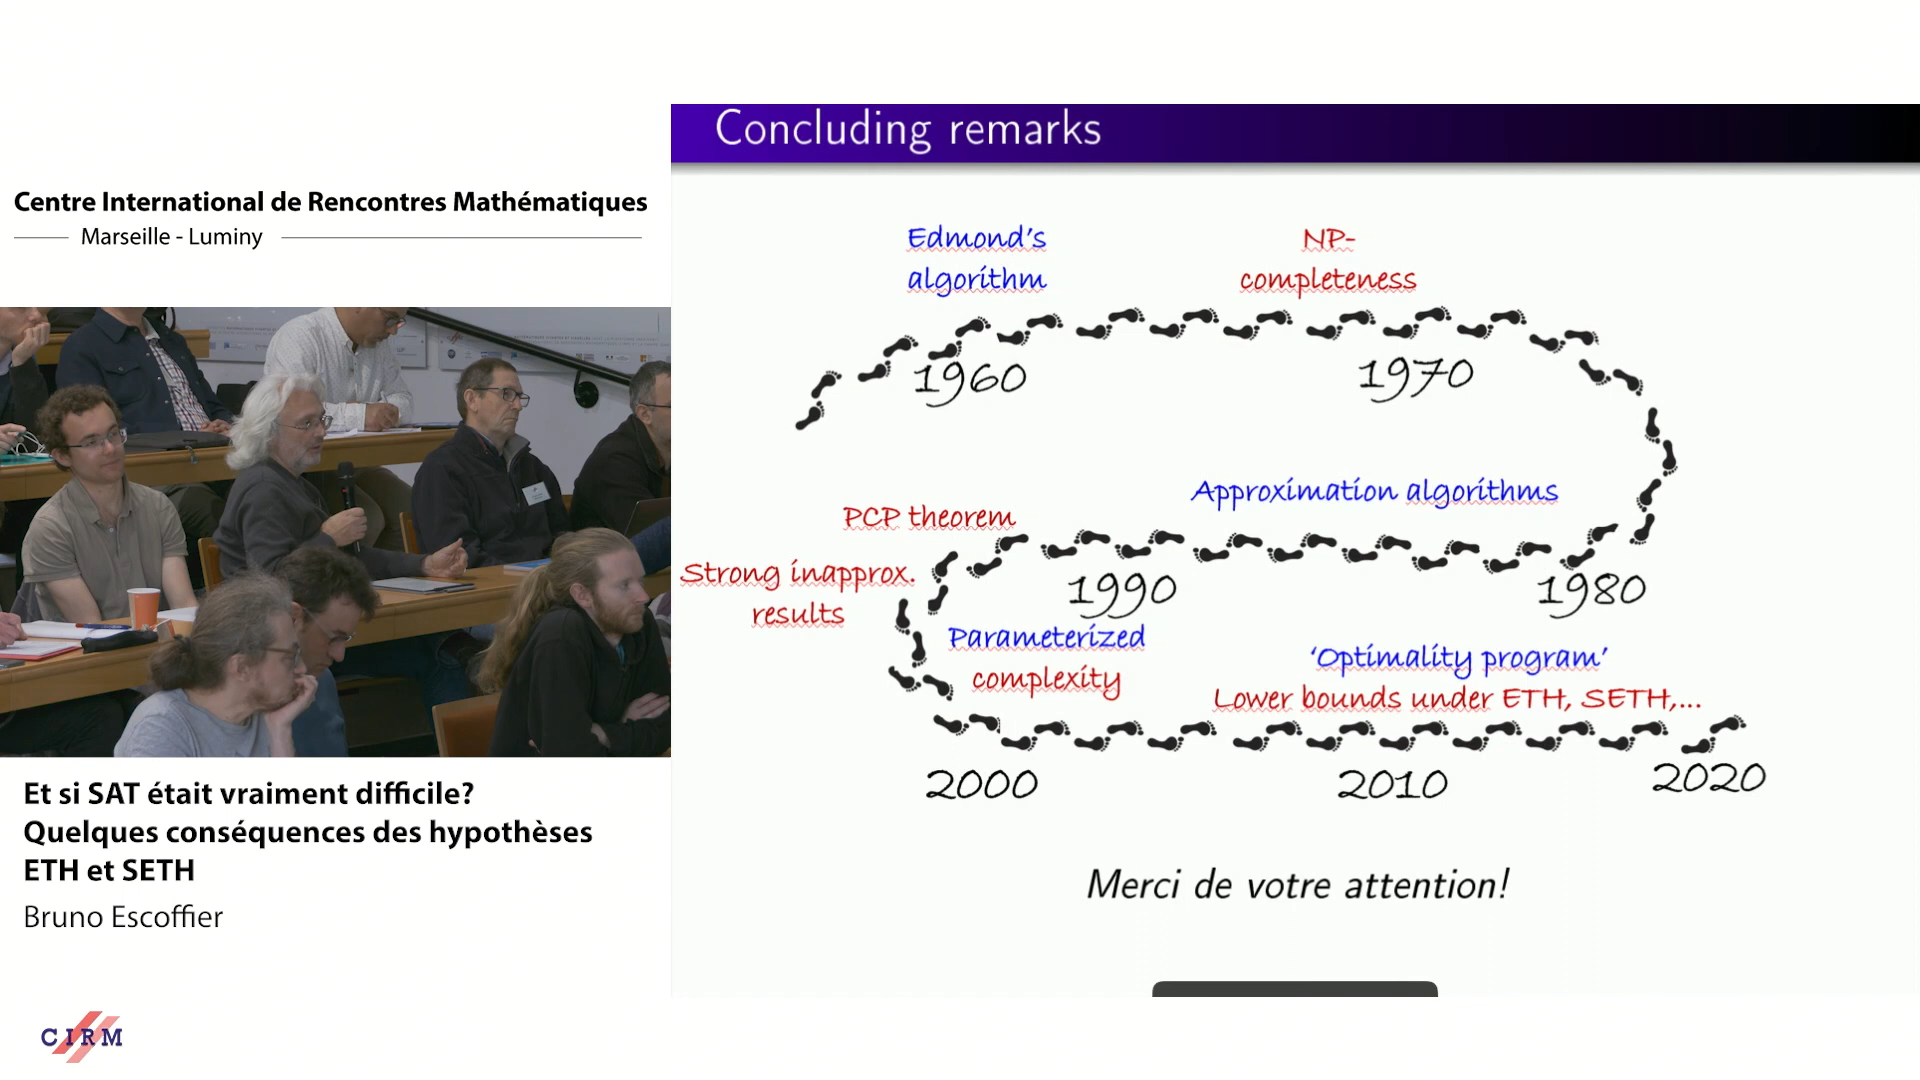 Centre International de Rencontres Mathématiques
Marseille - Luminy
Et si SAT était vraiment difficile?
Quelques conséquences des hypothèses
ETH et SETH
Bruno Escoffier
CIRM
Concluding remarks
Edmond's
algorithm
NP-
completeness
1960
1970
Approximation algorithms
PCP theorem
Strong inapprox.
results
1990
1980
Parameterized
complexity
'Optimality program'
Lower bounds under ETH, SETH,...
2000
2010
2020
Merci de votre attention!